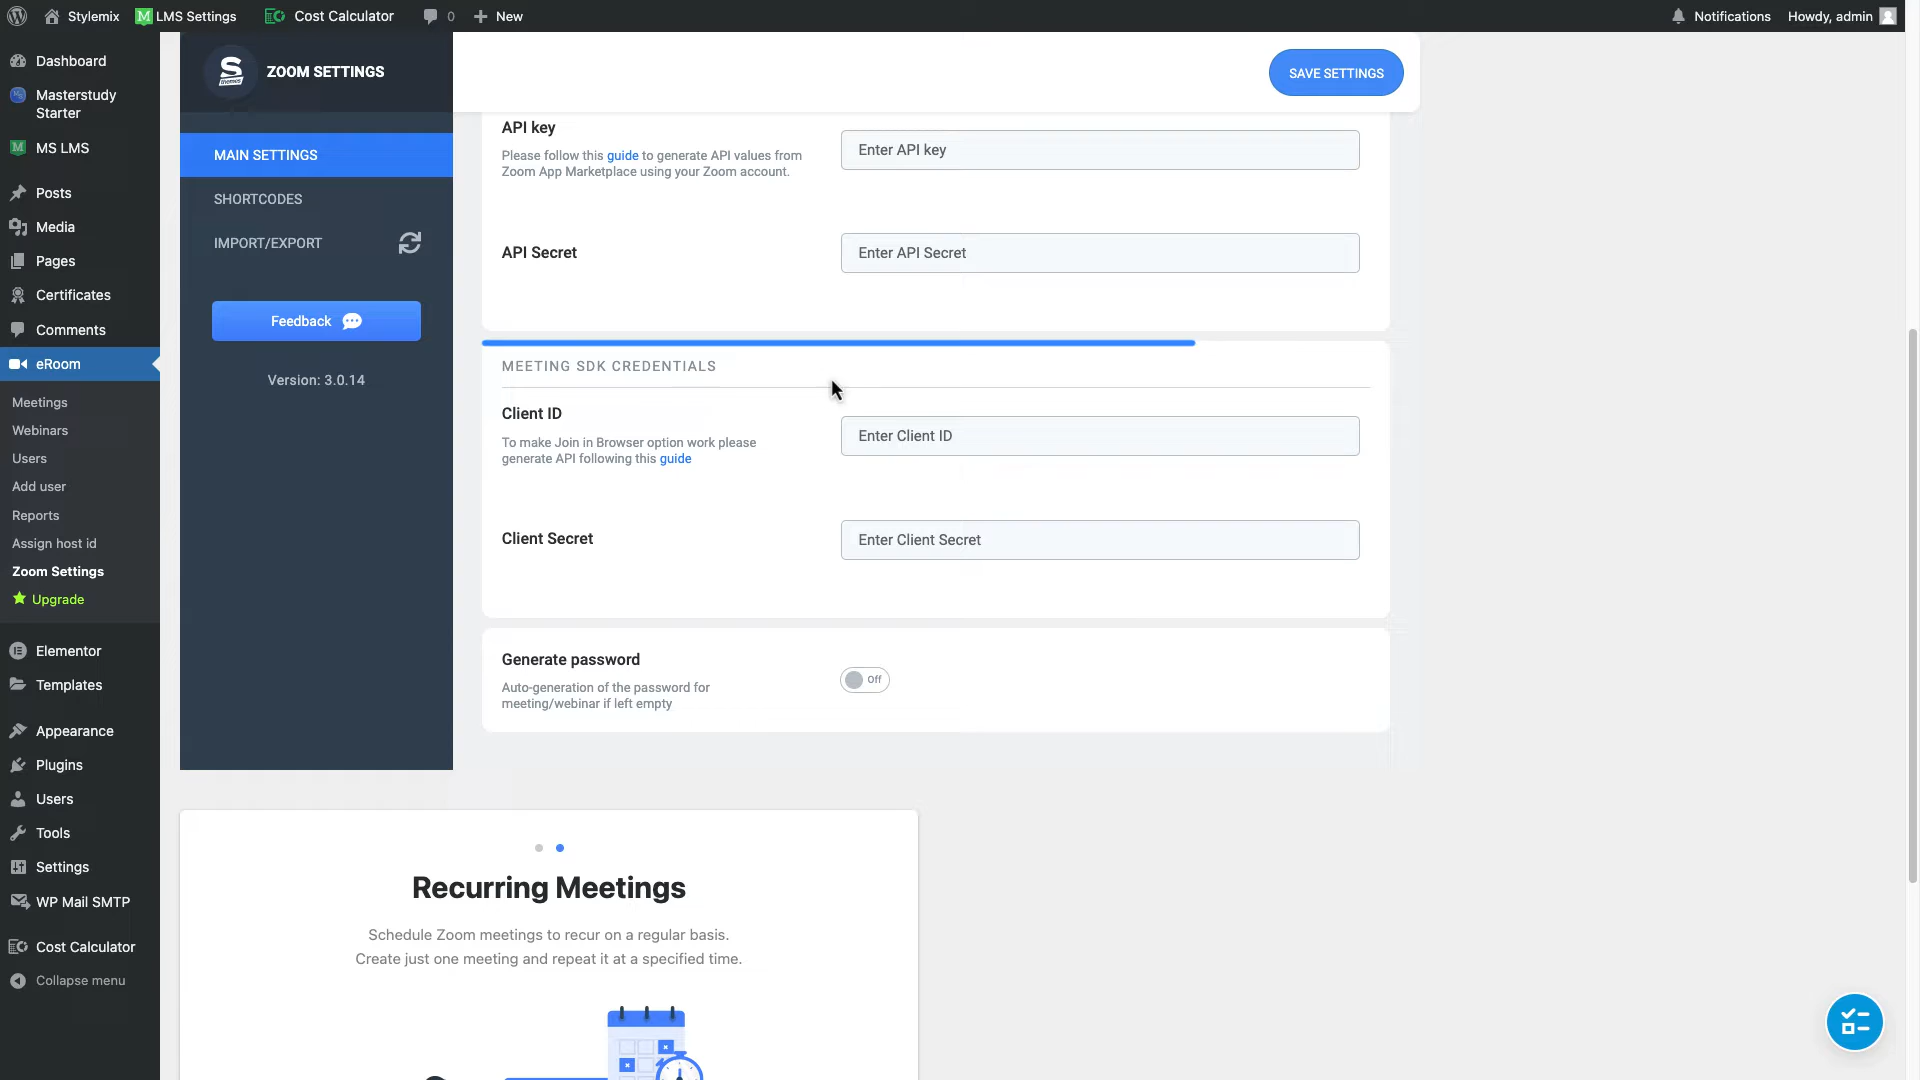 Stylemix
LMS Settings
Cost Calculator
0
New
Notifications
Howdy, admin
Dashboard
Masterstudy
Starter
MS LMS
Posts
Media
Pages
Certificates
Comments
eRoom
Meetings
Webinars
Users
Add user
Reports
Assign host id
Zoom Settings
Upgrade
Elementor
Templates
Appearance
Plugins
Users
Tools
Settings
WP Mail SMTP
Cost Calculator
Collapse menu
ZOOM SETTINGS
MAIN SETTINGS
SHORTCODES
IMPORT/EXPORT
Feedback
Version: 3.0.14
SAVE SETTINGS
API key
Please follow this guide to generate API values from
Zoom App Marketplace using your Zoom account.
Enter API key
API Secret
Enter API Secret
MEETING SDK CREDENTIALS
Client ID
To make Join in Browser option work please
generate API following this guide
Enter Client ID
Client Secret
Enter Client Secret
Generate password
Auto-generation of the password for
meeting/webinar if left empty
Off
Recurring Meetings
Schedule Zoom meetings to recur on a regular basis.
Create just one meeting and repeat it at a specified time.